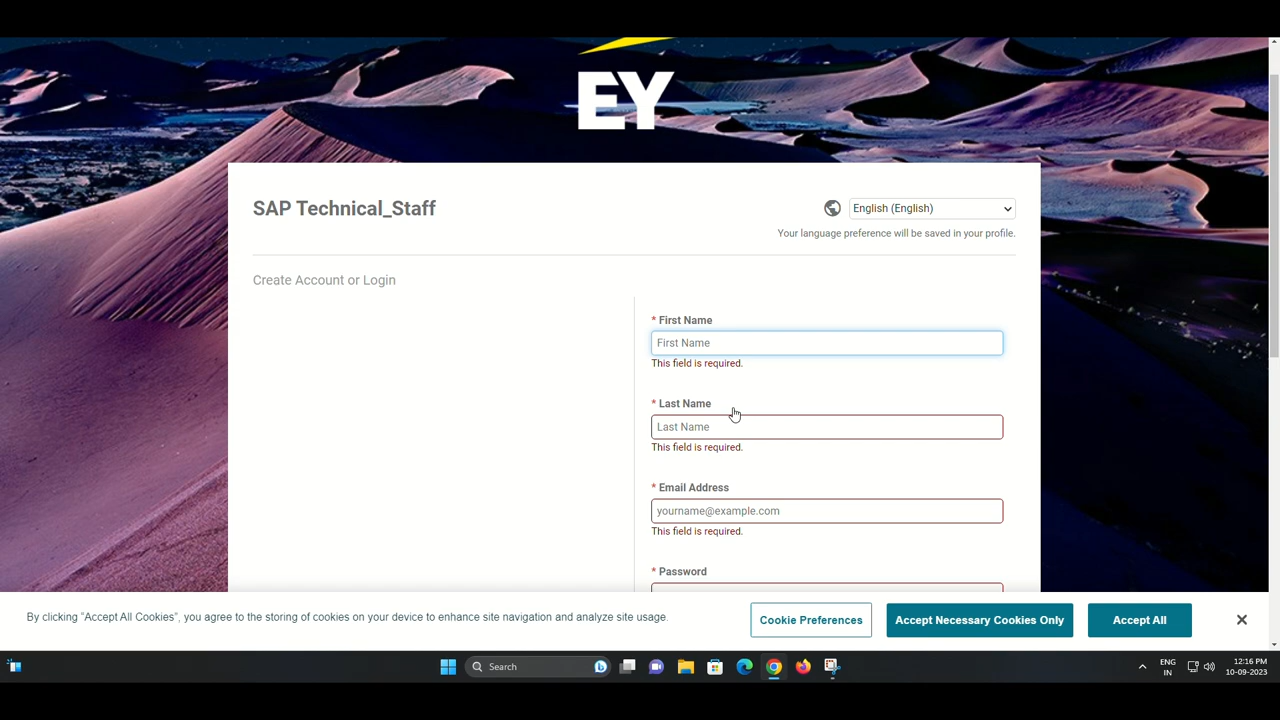 EY
SAP Technical_Staff
English (English)
Your language preference will be saved in your profile.
Create Account or Login
* First Name
First Name
This field is required.
* Last Name
Last Name
This field is required.
* Email Address
yourname@example.com
This field is required.
* Password
By clicking "Accept All Cookies", you agree to the storing of cookies on your device to enhance site navigation and analyze site usage.
Cookie Preferences
Accept Necessary Cookies Only
Accept All
Search
ENG
IN
12:16 PM
10-09-2023